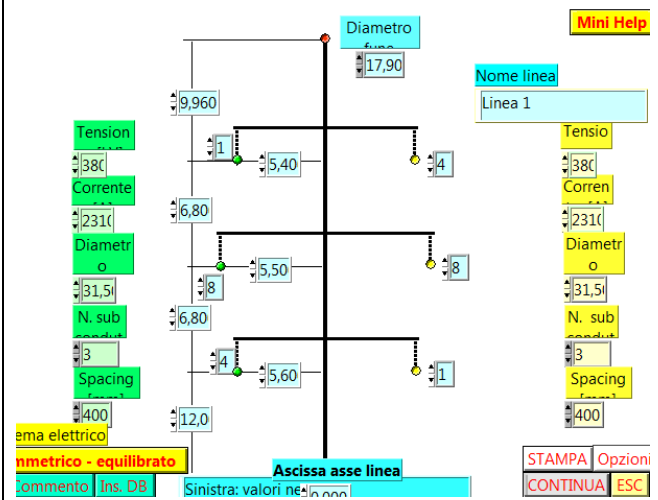 Diametro
17,90
Mini Help
Nome linea
Linea 1
9,960
Tension
380
Corrente
2310
Diametr
o
31,50
N. sub
3
Spacing
400
1
5,40
4
6,80
5,50
8
8
6,80
4
5,60
1
12,0
Tensio
380
Corren
2310
Diametr
o
31,50
N. sub
3
Spacing
400
ema elettrico
mmetrico - equilibrato
Commento
Ins. DB
Ascissa asse linea
Sinistra: valori ne
0,000
STAMPA
Opzioni
CONTINUA
ESC